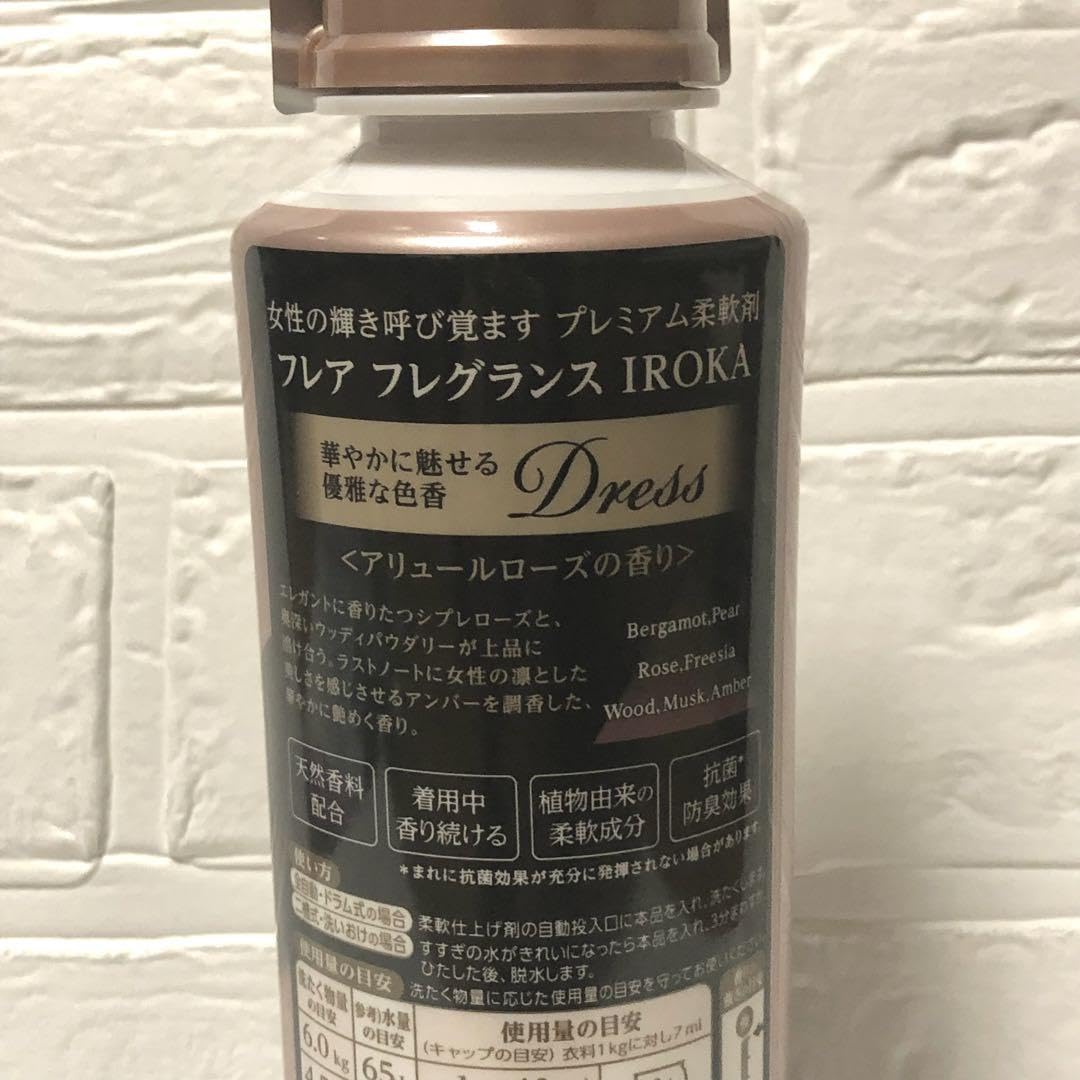 女性の輝き呼び覚ます プレミアム柔軟剤
フレア フレグランス IROKA
華やかに魅せる
優雅な色香
Dress
<アリュールローズの香り>
エレガントに香りたつシプレローズと、
奥深いウッディパウダリーが上品に
溶け合う。ラストノートに女性の凛とした
美しさを感じさせるアンバーを調香した、
華やかに艶めく香り。
Bergamot,Pear
Rose,Freesia
Wood,Musk,Amber
天然香料
配合
着用中
香り続ける
植物由来の
柔軟成分
抗菌*
防臭効果
*まれに抗菌効果が充分に発揮されない場合があります。
使い方
全自動・ドラム式の場合
柔軟仕上げ剤の自動投入口に本品を入れ、洗たくします。
二槽式・洗いおけの場合
すすぎの水がきれいになったら本品を入れ、3分まわすか
ひたした後、脱水します。
使用量の目安
洗たく物量に応じた使用量の目安を守ってお使いください。
洗たく物量
の目安
(参考)水量
の目安
使用量の目安
(キャップの目安) 衣料1kgに対し7ml
6.0kg
65